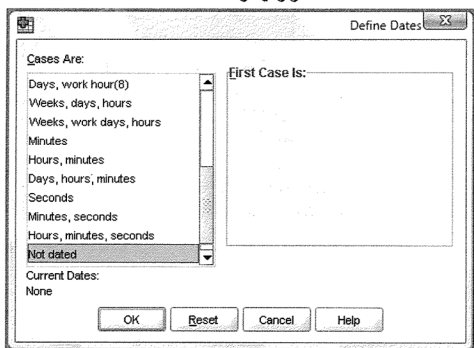 Define Dates
Cases Are:
First Case Is:
Days, work hour(8)
Weeks, days, hours
Weeks, work days, hours
Minutes
Hours, minutes
Days, hours, minutes
Seconds
Minutes, seconds
Hours, minutes, seconds
Not dated
Current Dates:
None
OK Reset Cancel Help